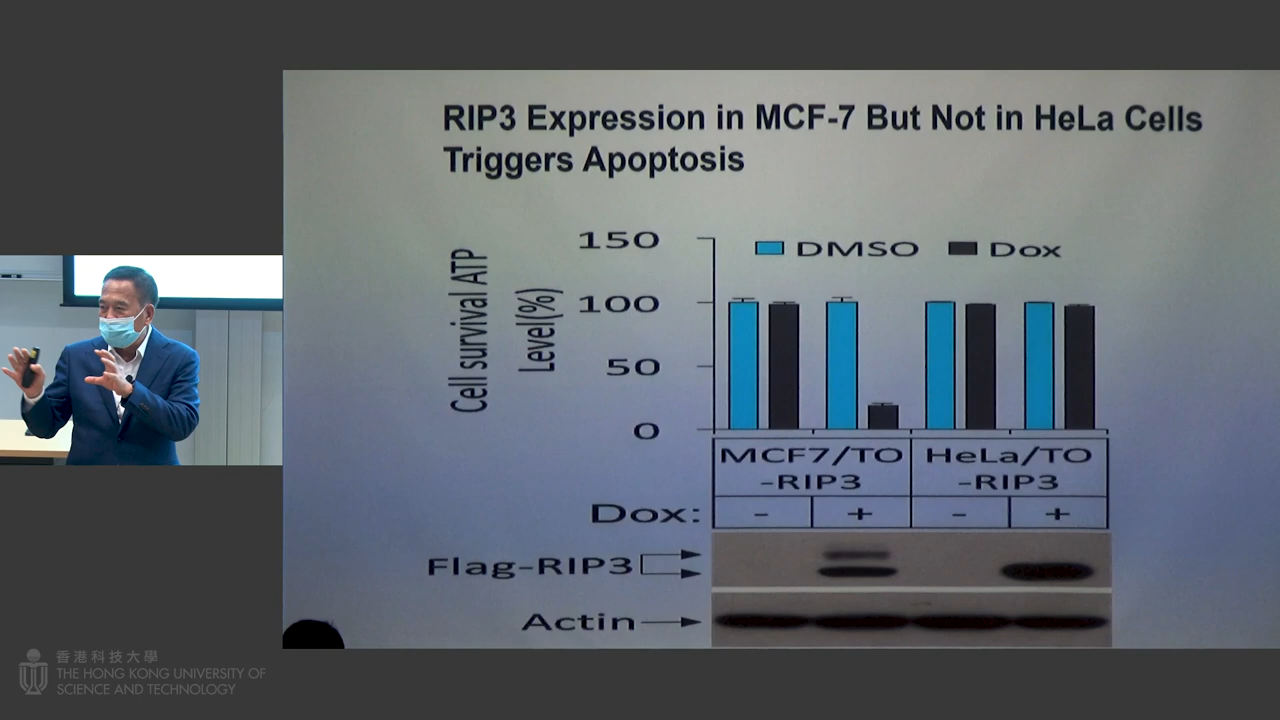 RIP3 Expression in MCF-7 But Not in HeLa Cells
Triggers Apoptosis
Cell survival ATP
Level(%)
150
100
50
0
DMSO
Dox
MCF7/TO
-RIP3
HeLa/TO
-RIP3
Dox:
-
+
-
+
Flag-RIP3
Actin
香港科技大學
THE HONG KONG UNIVERSITY OF
SCIENCE AND TECHNOLOGY